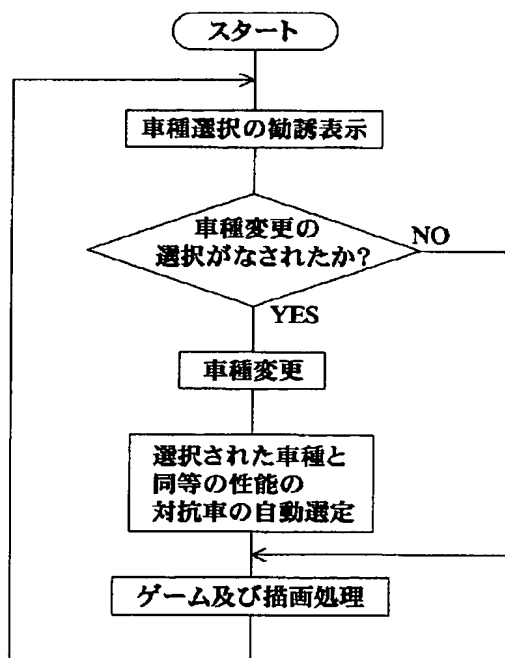 スタート
車種選択の勧誘表示
車種変更の
選択がなされたか?
NO
YES
車種変更
選択された車種と
同等の性能の
対抗車の自動選定
ゲーム及び描画処理